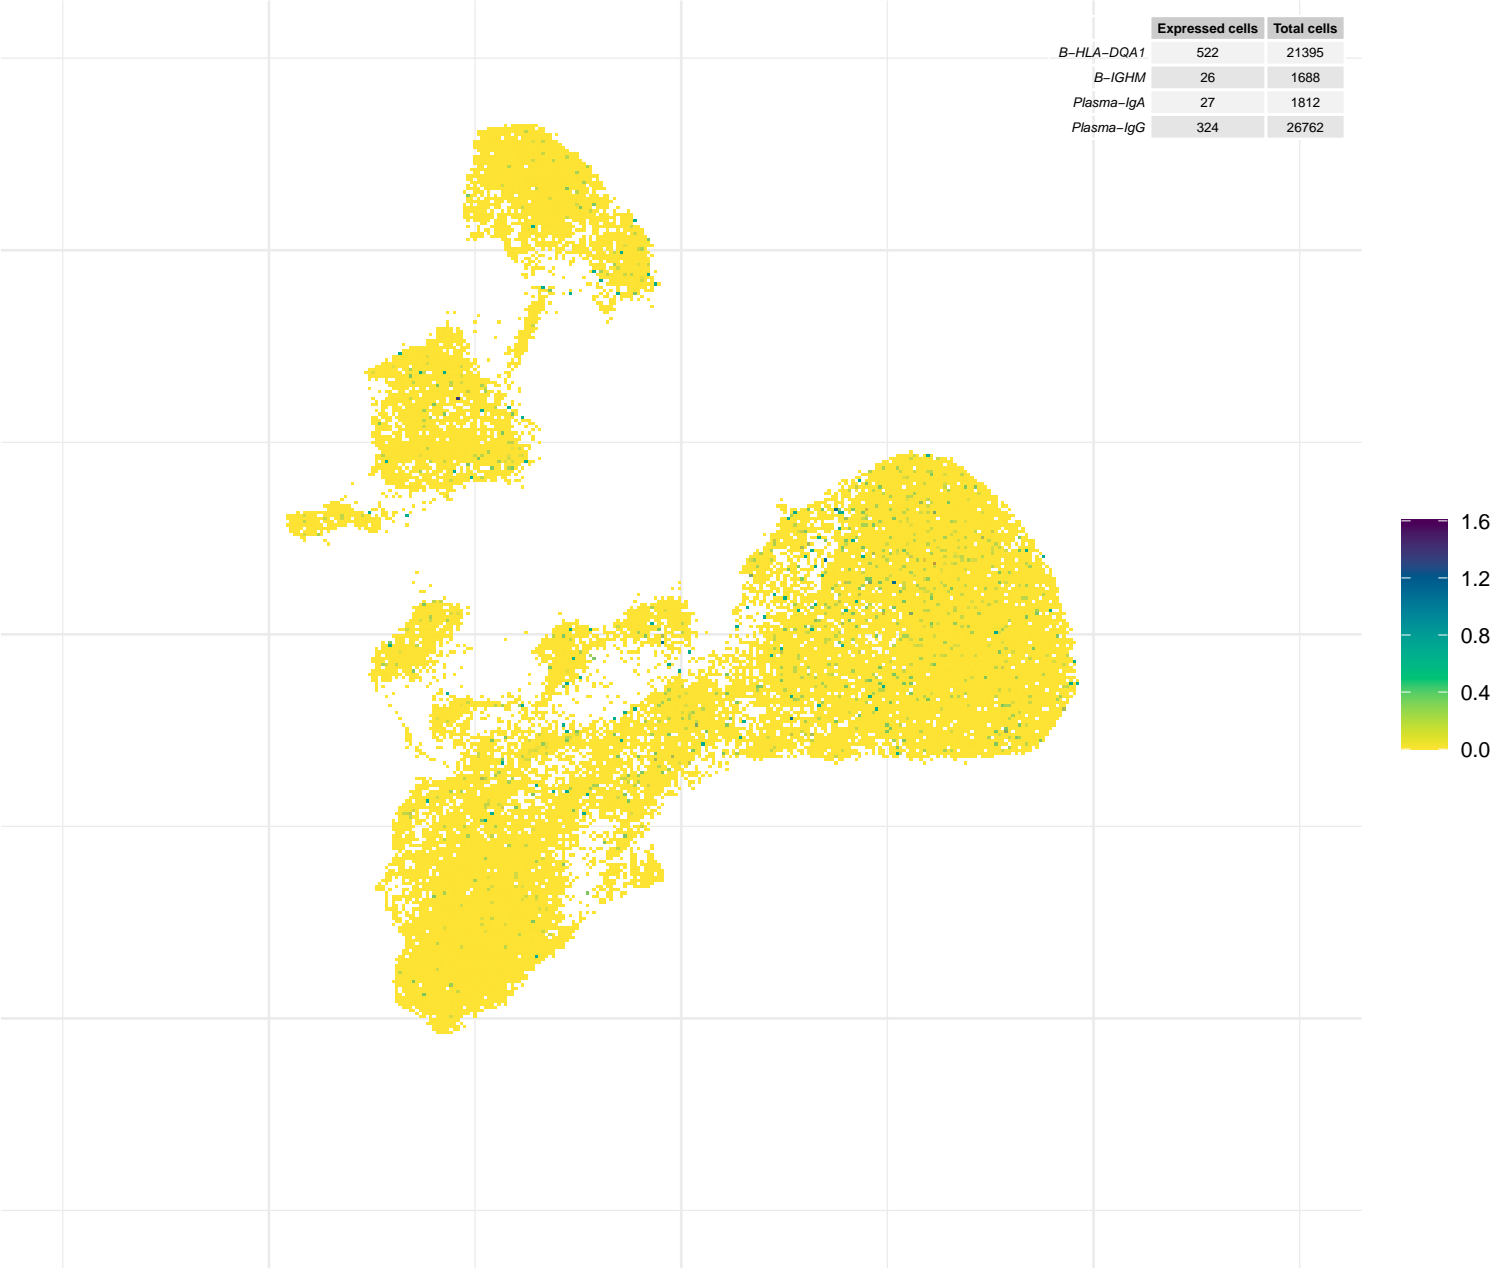 Expressed cells Total cells
B−HLA−DQA1 522 21395
B−IGHM 26 1688
Plasma−IgA 27 1812
Plasma−IgG 324 26762
1.6
1.2
0.8
0.4
0.0